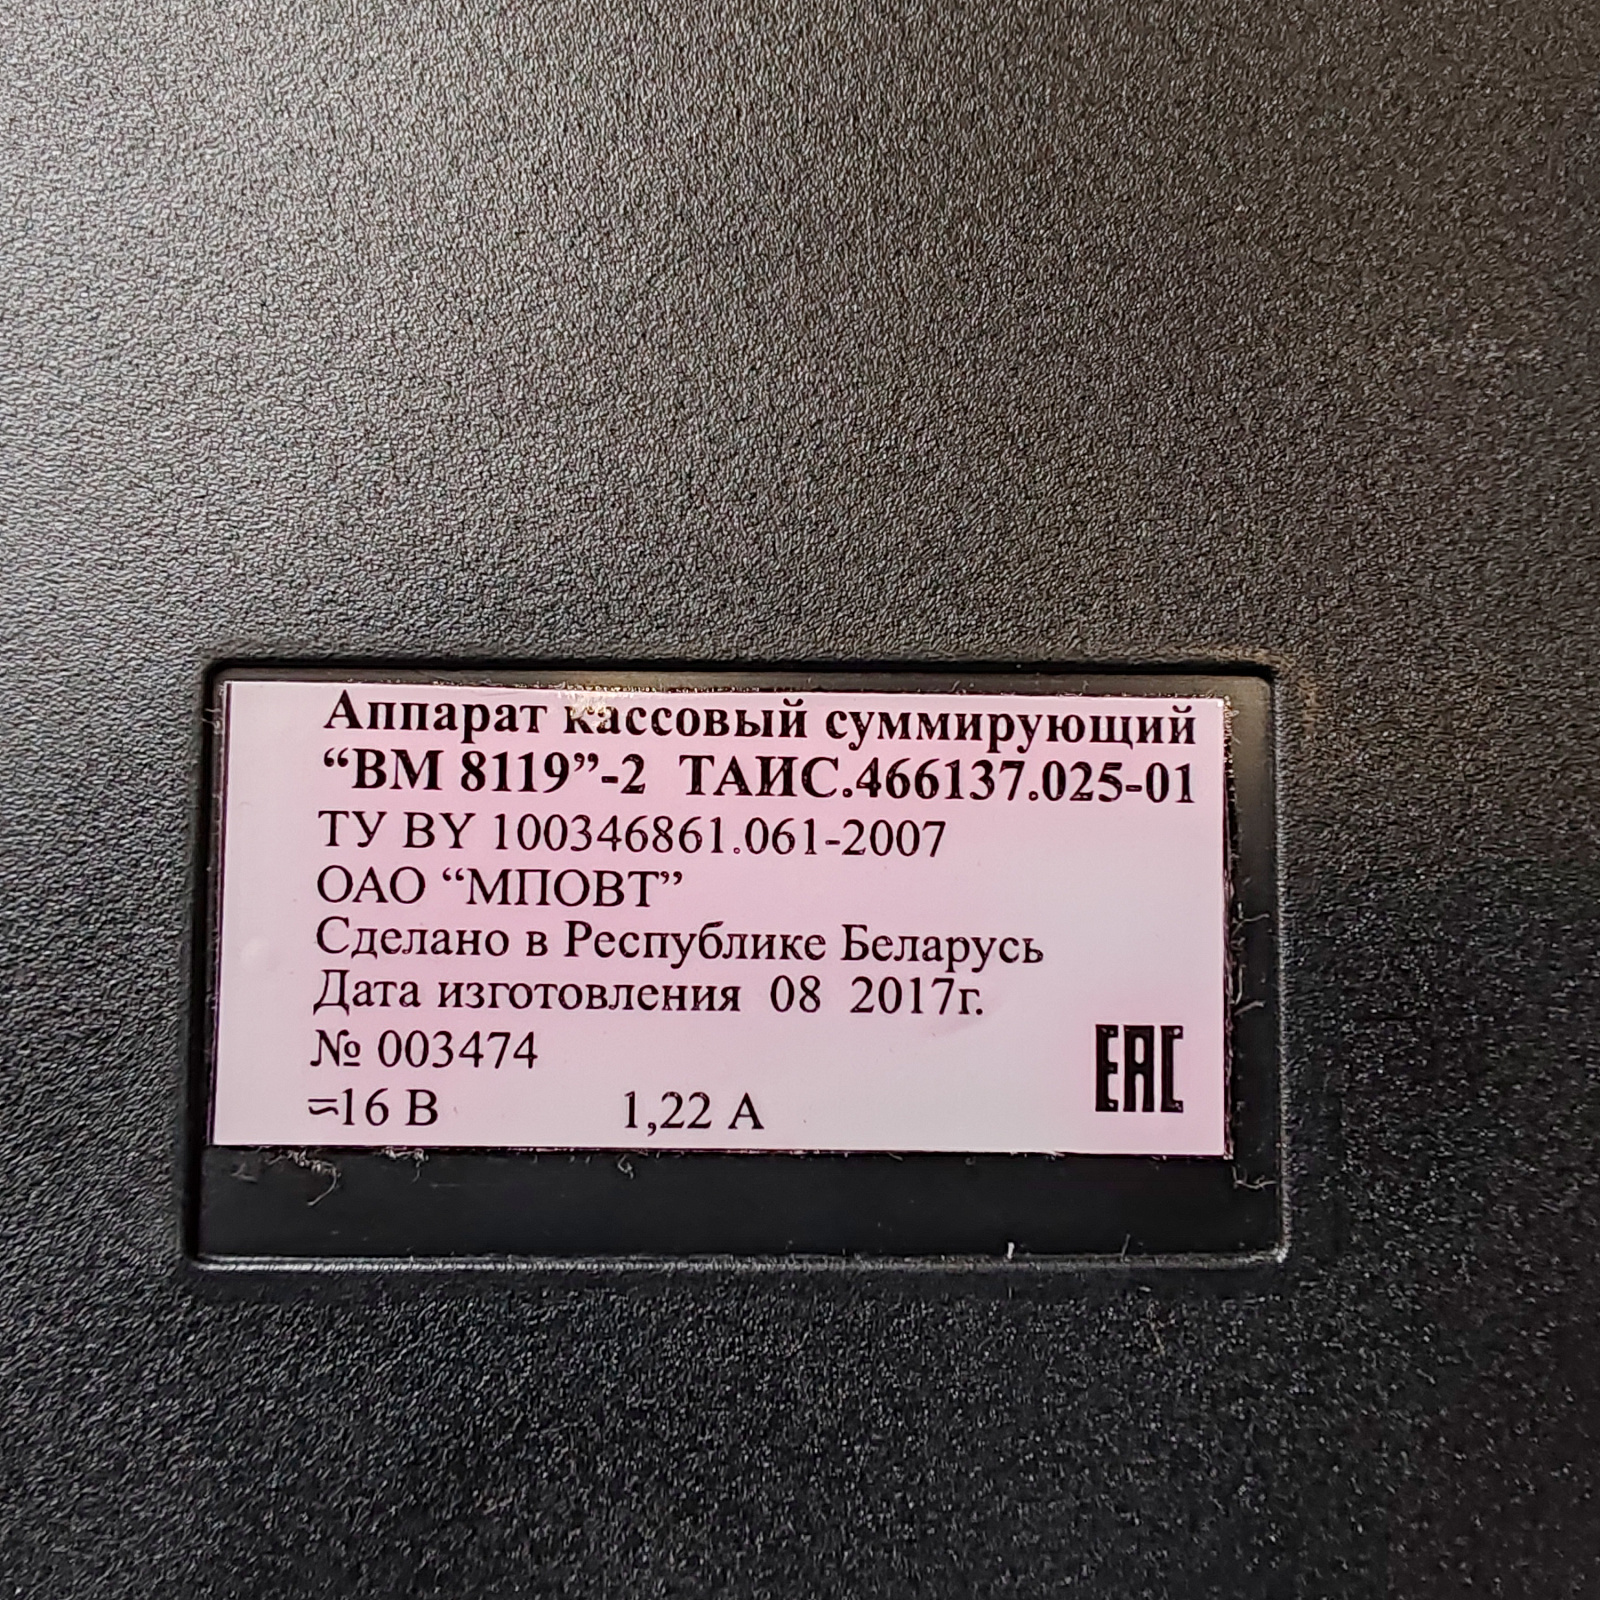 Аппарат кассовый суммирующий
“ВМ 8119”-2 ТАИС.466137.025-01
ТУ BY 100346861.061-2007
ОАО “МПОВТ”
Сделано в Республике Беларусь
Дата изготовления 08 2017г.
№ 003474
≂16 В 1,22 А
EAC